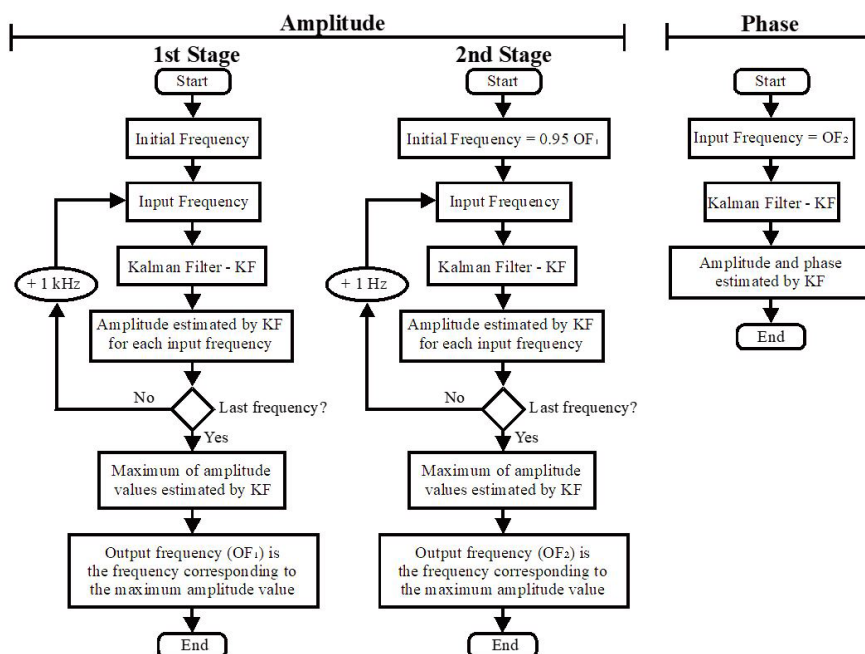 Amplitude
1st Stage
Start
Initial Frequency
Input Frequency
Kalman Filter - KF
+ 1 kHz
Amplitude estimated by KF
for each input frequency
No
Last frequency?
Yes
Maximum of amplitude
values estimated by KF
Output frequency (OF₁) is
the frequency corresponding to
the maximum amplitude value
End
2nd Stage
Start
Initial Frequency = 0.95 OF₁
Input Frequency
Kalman Filter - KF
+ 1 Hz
Amplitude estimated by KF
for each input frequency
No
Last frequency?
Yes
Maximum of amplitude
values estimated by KF
Output frequency (OF₂) is
the frequency corresponding to
the maximum amplitude value
End
Phase
Start
Input Frequency = OF₂
Kalman Filter - KF
Amplitude and phase
estimated by KF
End